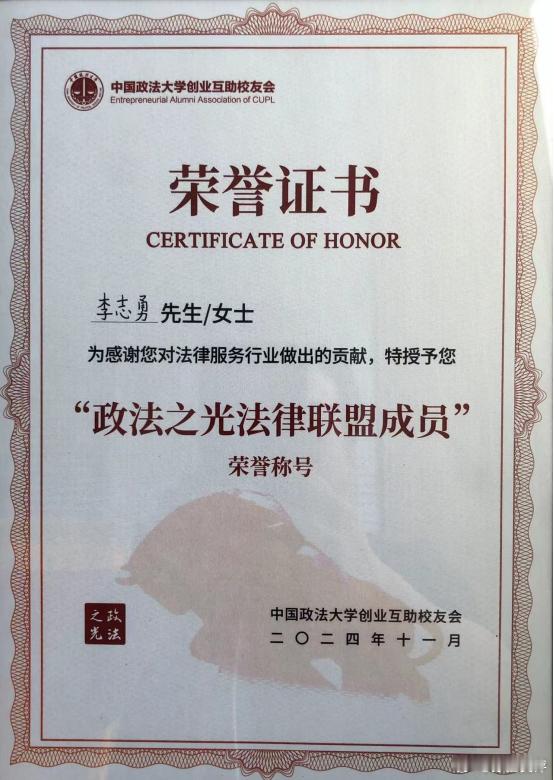 中国政法大学创业互助校友会
Entrepreneurial Alumni Association of CUPL
荣誉证书
CERTIFICATE OF HONOR
李志勇 先生/女士
为感谢您对法律服务行业做出的贡献，特授予您
“政法之光法律联盟成员”
荣誉称号
政法之光
中国政法大学创业互助校友会
二〇二四年十一月